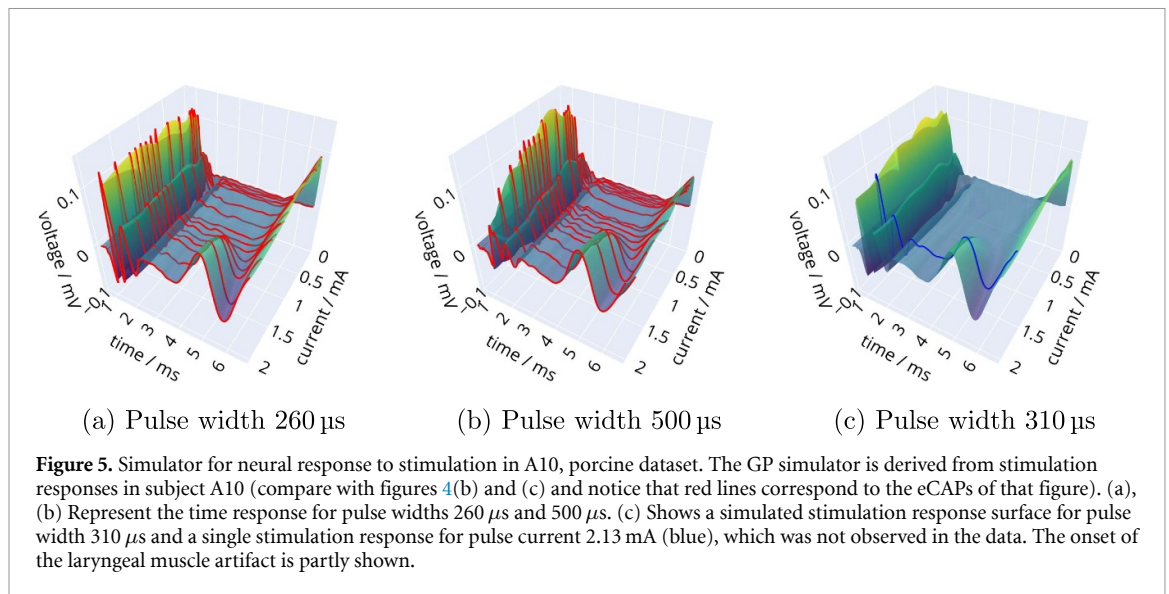 0.1
0
−0.1
voltage / mV
1
2
3
4
5
6
time / ms
0
0.5
1
1.5
2
current / mA
0.1
0
−0.1
voltage / mV
1
2
3
4
5
6
time / ms
0
0.5
1
1.5
2
current / mA
0.1
0
−0.1
voltage / mV
1
2
3
4
5
6
time / ms
0
0.5
1
1.5
2
current / mA
(a) Pulse width 260 µs
(b) Pulse width 500 µs
(c) Pulse width 310 µs
Figure 5. Simulator for neural response to stimulation in A10, porcine dataset. The GP simulator is derived from stimulation
responses in subject A10 (compare with figures 4(b) and (c) and notice that red lines correspond to the eCAPs of that figure). (a),
(b) Represent the time response for pulse widths 260 µs and 500 µs. (c) Shows a simulated stimulation response surface for pulse
width 310 µs and a single stimulation response for pulse current 2.13 mA (blue), which was not observed in the data. The onset of
the laryngeal muscle artifact is partly shown.